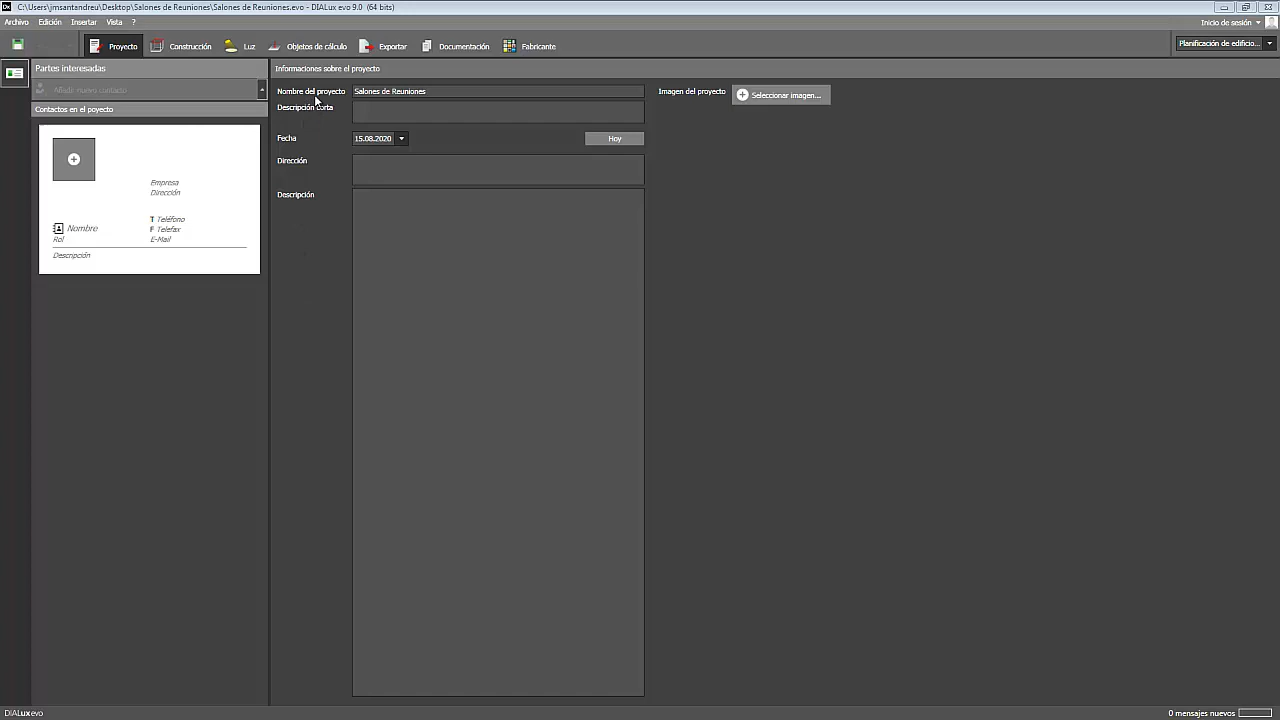 C:\Users\jmsantandreu\Desktop\Salones de Reuniones\Salones de Reuniones.evo - DIALux evo 9.0 (64 bits)
Archivo Edición Insertar Vista ?
Inicio de sesión
Proyecto Construcción Luz Objetos de cálculo Exportar Documentación Fabricante
Planificación de edificio...
Partes interesadas
Añadir nuevo contacto
Contactos en el poyecto
Empresa
Dirección
T Teléfono
Nombre
F Telefax
Rol
E-Mail
Descripción
Informaciones sobre el proyecto
Nombre del proyecto Salones de Reuniones
Descripción corta
Fecha 15.08.2020 Hoy
Dirección
Descripción
Imagen del proyecto Seleccionar imagen...
DIALux evo
0 mensajes nuevos